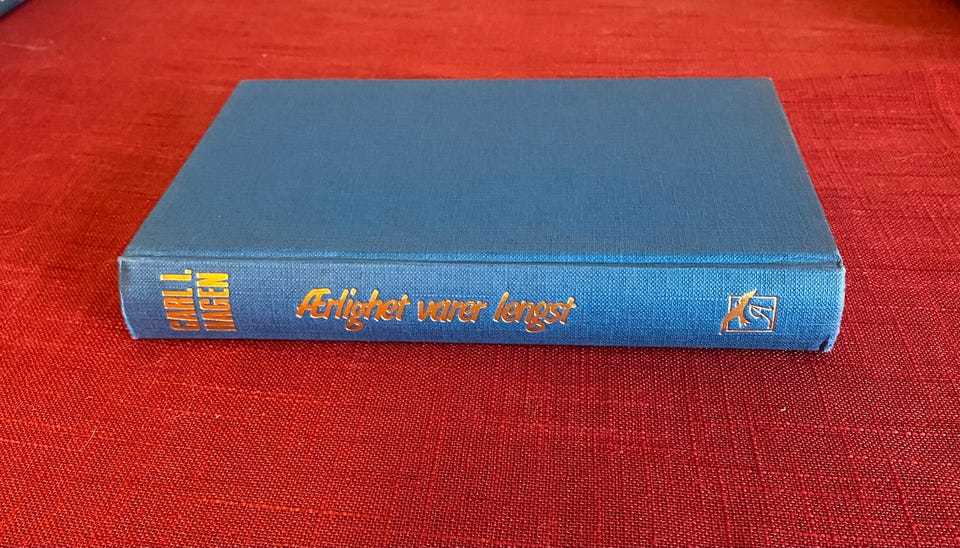 CARL I.
HAGEN
Ærlighet varer lengst